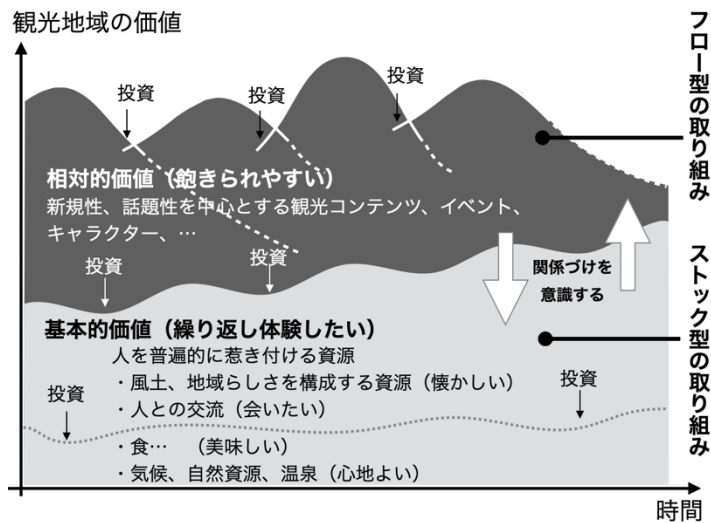 観光地域の価値
投資
投資
投資
相対的価値（飽きられやすい）
新規性、話題性を中心とする観光コンテンツ、イベント、
キャラクター、…
フロー型の取り組み
投資
投資
関係づけを
意識する
基本的価値（繰り返し体験したい）
人を普遍的に惹き付ける資源
・風土、地域らしさを構成する資源（懐かしい）
・人との交流（会いたい）
投資
投資
・食…　（美味しい）
・気候、自然資源、温泉（心地よい）
ストック型の取り組み
時間